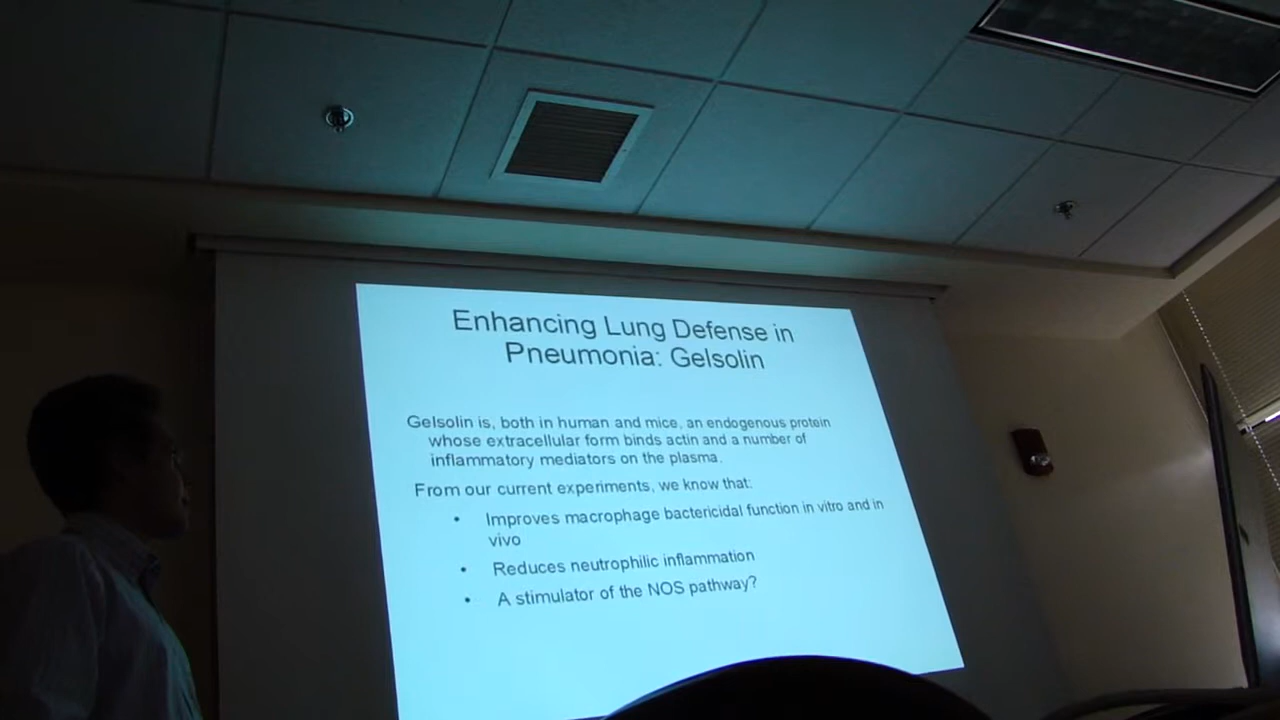 Enhancing Lung Defense in
Pneumonia: Gelsolin
Gelsolin is, both in human and mice, an endogenous protein
whose extracellular form binds actin and a number of
inflammatory mediators on the plasma.
From our current experiments, we know that:
• Improves macrophage bactericidal function in vitro and in
vivo
• Reduces neutrophilic inflammation
• A stimulator of the NOS pathway?